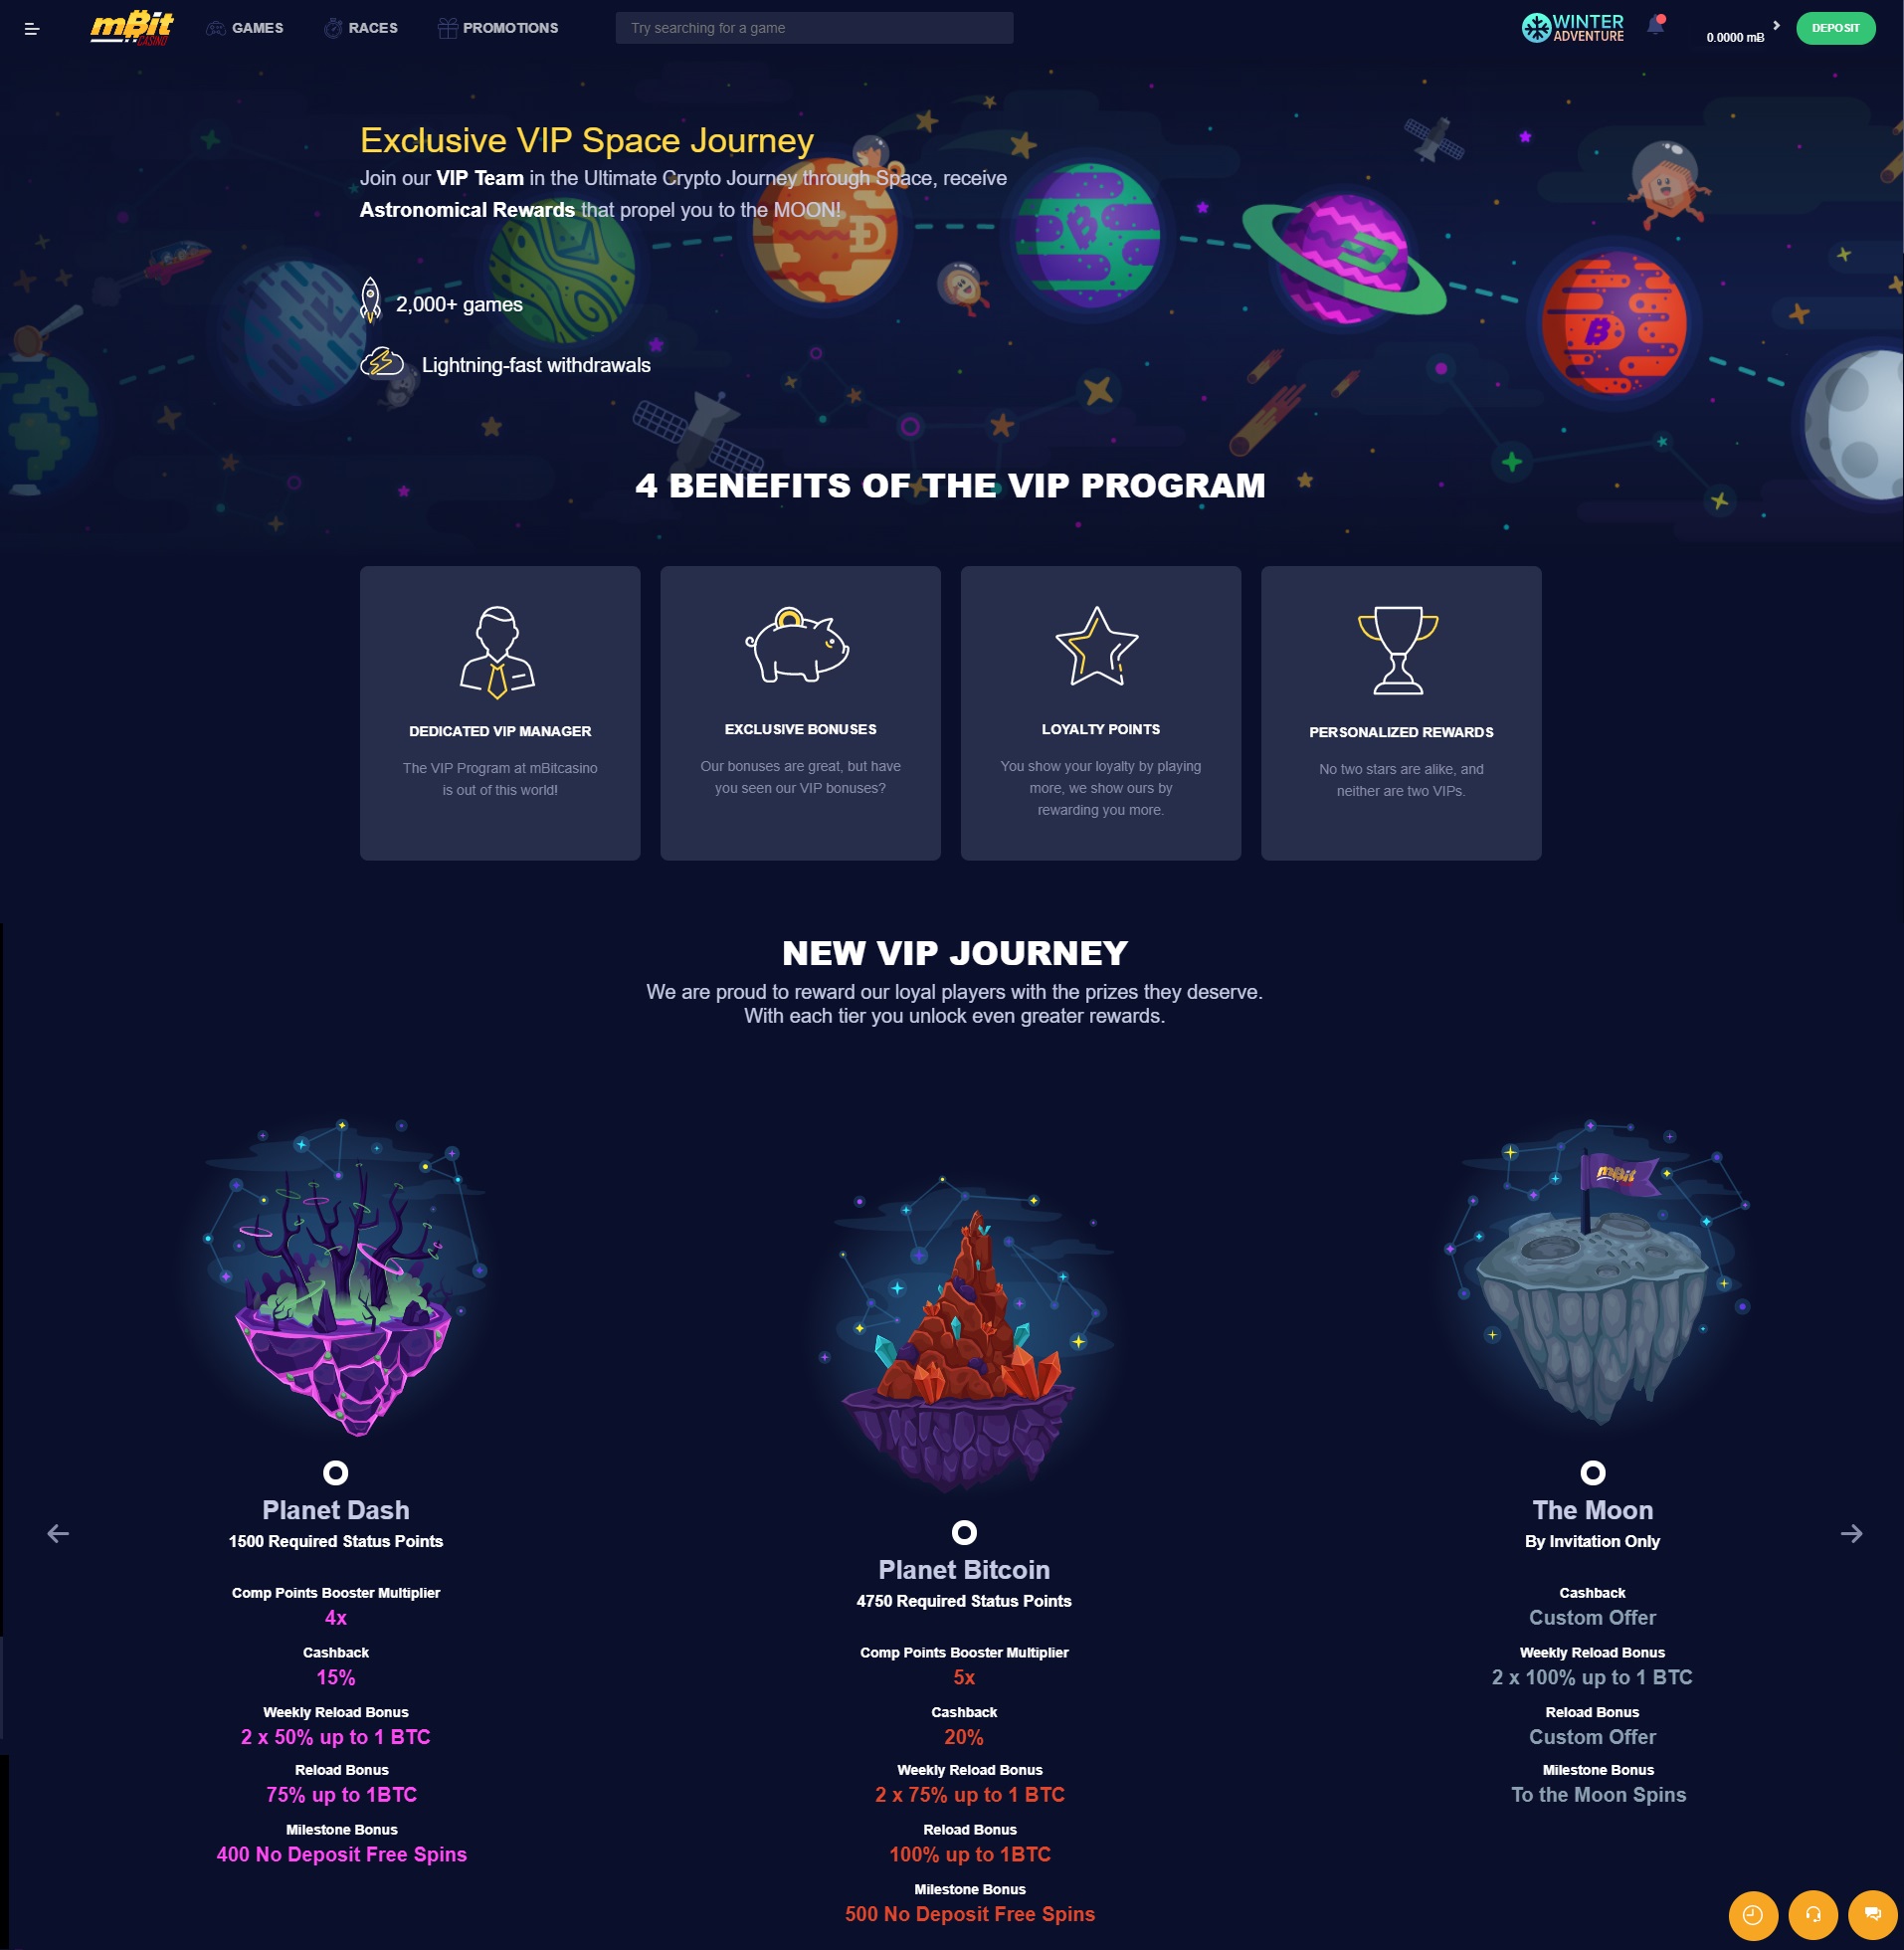 mBit CASINO
GAMES
RACES
PROMOTIONS
Try searching for a game
WINTER
ADVENTURE
0.0000 mɃ
DEPOSIT
Exclusive VIP Space Journey
Join our VIP Team in the Ultimate Crypto Journey through Space, receive
Astronomical Rewards that propel you to the MOON!
2,000+ games
Lightning-fast withdrawals
4 BENEFITS OF THE VIP PROGRAM
DEDICATED VIP MANAGER
The VIP Program at mBitcasino
is out of this world!
EXCLUSIVE BONUSES
Our bonuses are great, but have
you seen our VIP bonuses?
LOYALTY POINTS
You show your loyalty by playing
more, we show ours by
rewarding you more.
PERSONALIZED REWARDS
No two stars are alike, and
neither are two VIPs.
NEW VIP JOURNEY
We are proud to reward our loyal players with the prizes they deserve.
With each tier you unlock even greater rewards.
Planet Dash
1500 Required Status Points
Comp Points Booster Multiplier
4x
Cashback
15%
Weekly Reload Bonus
2 x 50% up to 1 BTC
Reload Bonus
75% up to 1BTC
Milestone Bonus
400 No Deposit Free Spins
Planet Bitcoin
4750 Required Status Points
Comp Points Booster Multiplier
5x
Cashback
20%
Weekly Reload Bonus
2 x 75% up to 1 BTC
Reload Bonus
100% up to 1BTC
Milestone Bonus
500 No Deposit Free Spins
mBit
The Moon
By Invitation Only
Cashback
Custom Offer
Weekly Reload Bonus
2 x 100% up to 1 BTC
Reload Bonus
Custom Offer
Milestone Bonus
To the Moon Spins